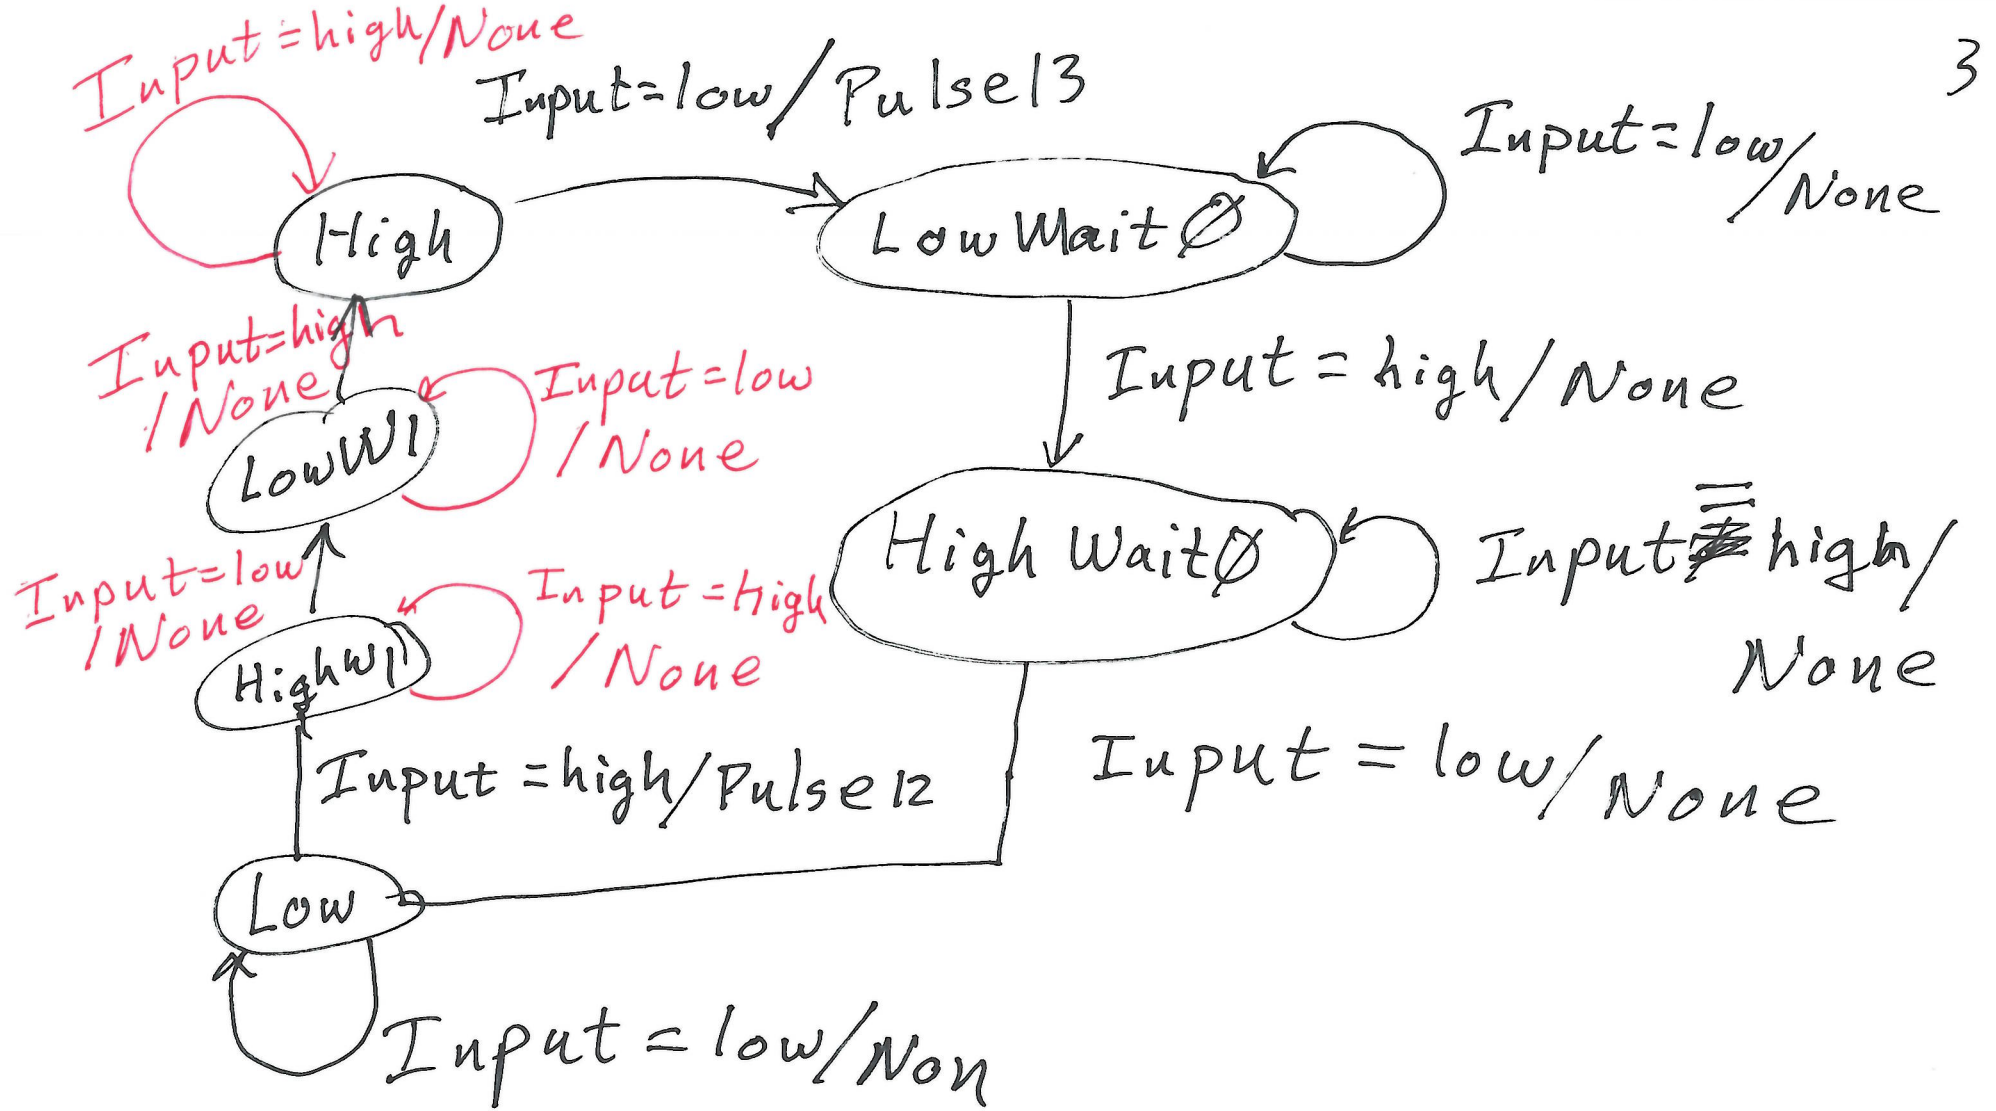 Input=high/None
3
Input=low/Pulse13
Input=low/
None
High
LowWait0
Input=high
/None
Input=low
/None
Input=high/None
LowW1
HighWait0
Input=high/
None
Input=low
/None
Input=high
/None
HighW1
Input=low/None
Input=high/Pulse12
Low
Input=low/Non